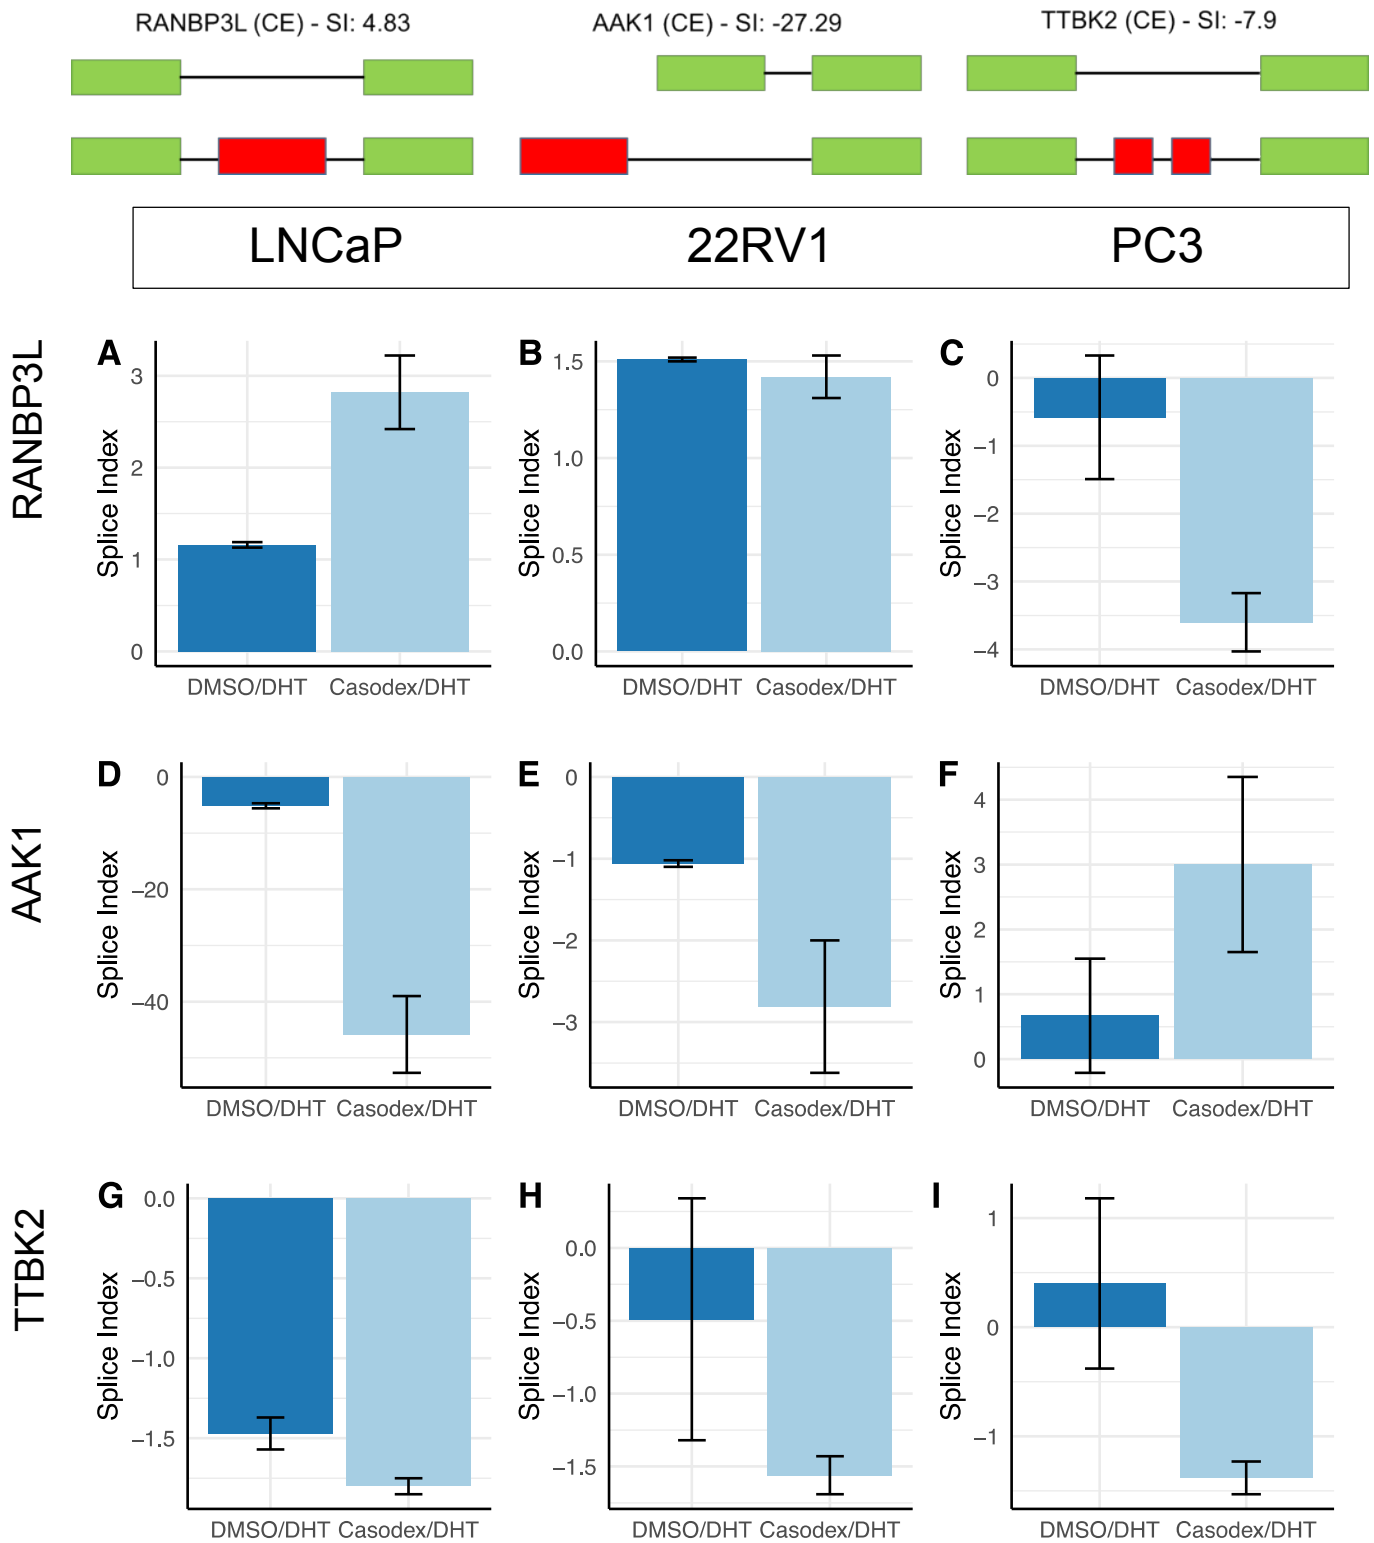 RANBP3L (CE) - SI: 4.83
AAK1 (CE) - SI: -27.29
TTBK2 (CE) - SI: -7.9
LNCaP 22RV1 PC3
RANBP3L
A
Splice Index
3
2
1
0
DMSO/DHT Casodex/DHT
B
Splice Index
1.5
1.0
0.5
0.0
DMSO/DHT Casodex/DHT
C
Splice Index
0
−1
−2
−3
−4
DMSO/DHT Casodex/DHT
AAK1
D
Splice Index
0
−20
−40
DMSO/DHT Casodex/DHT
E
Splice Index
0
−1
−2
−3
DMSO/DHT Casodex/DHT
F
Splice Index
4
3
2
1
0
DMSO/DHT Casodex/DHT
TTBK2
G
Splice Index
0.0
−0.5
−1.0
−1.5
DMSO/DHT Casodex/DHT
H
Splice Index
0.0
−0.5
−1.0
−1.5
DMSO/DHT Casodex/DHT
I
Splice Index
1
0
−1
DMSO/DHT Casodex/DHT